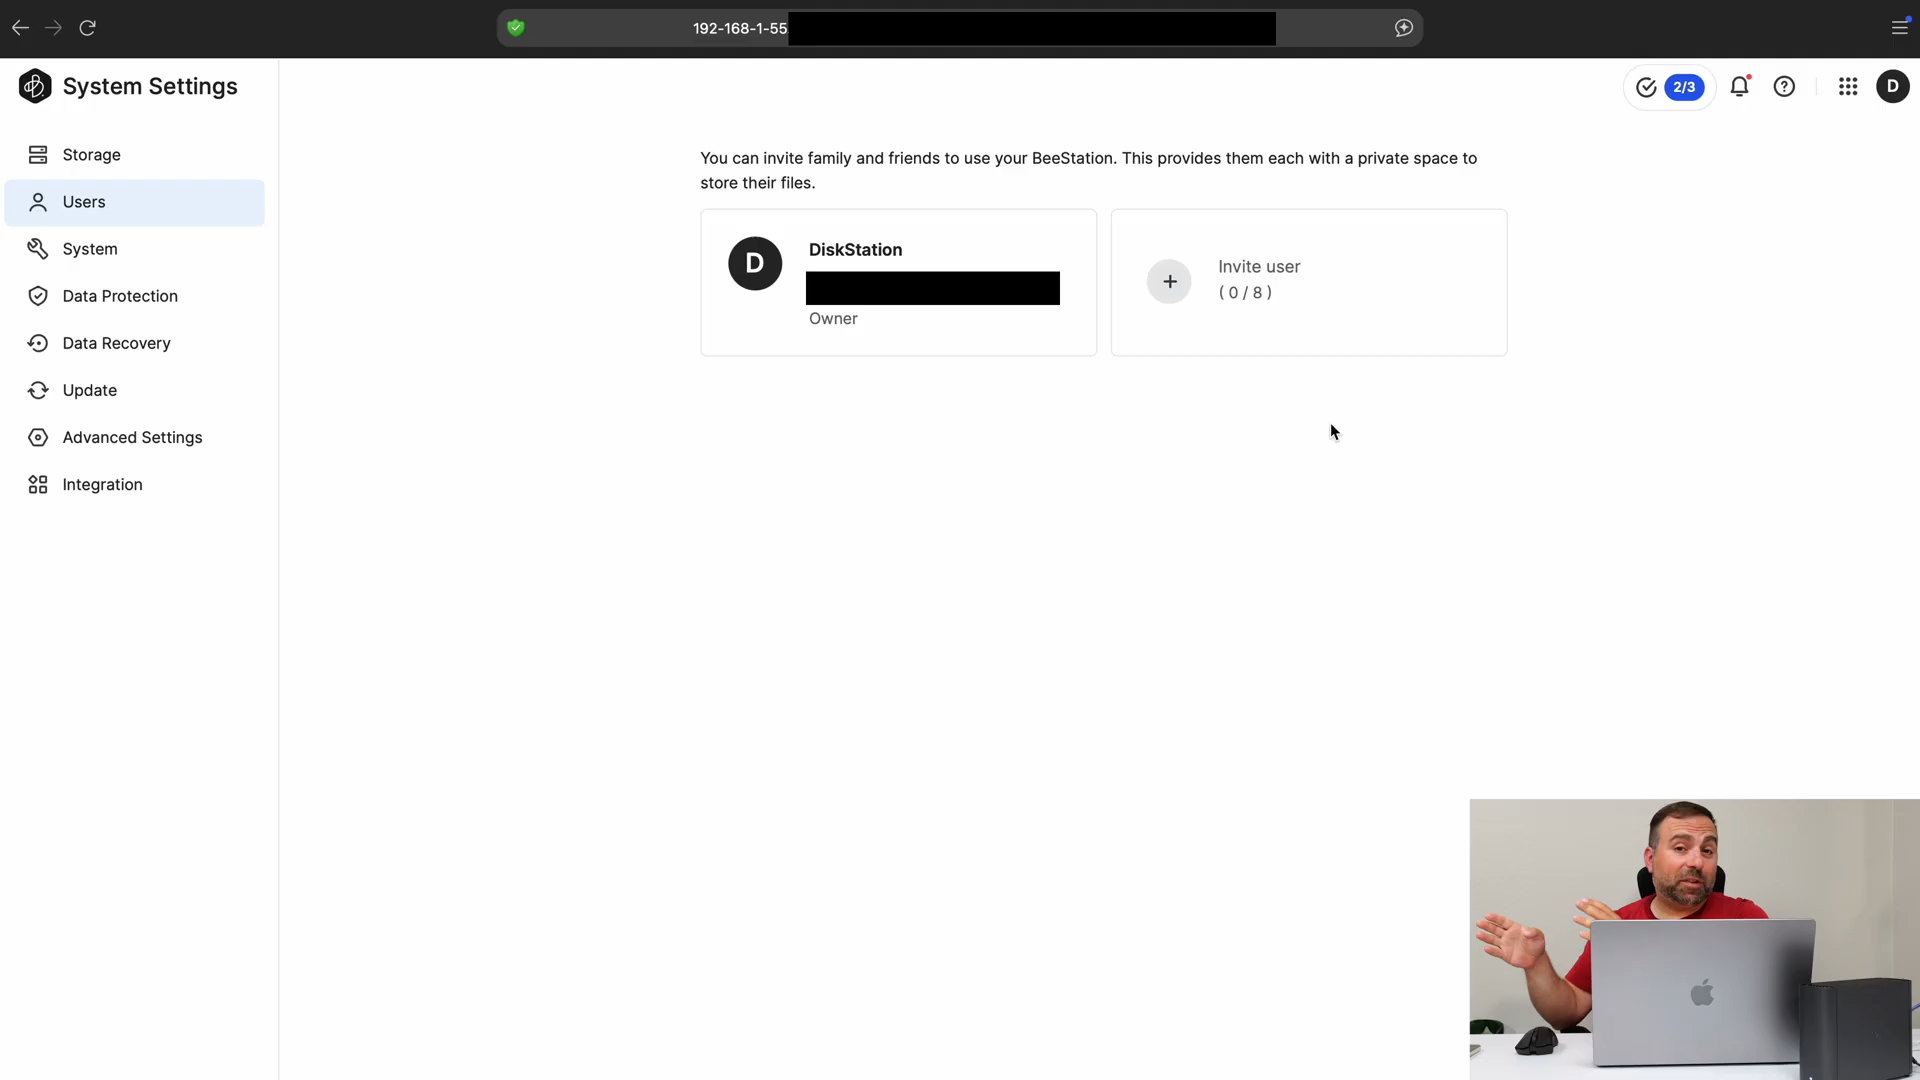 192-168-1-55
System Settings
2/3
D
Storage
Users
System
Data Protection
Data Recovery
Update
Advanced Settings
Integration
You can invite family and friends to use your BeeStation. This provides them each with a private space to
store their files.
D
DiskStation
Owner
+
Invite user
( 0 / 8 )